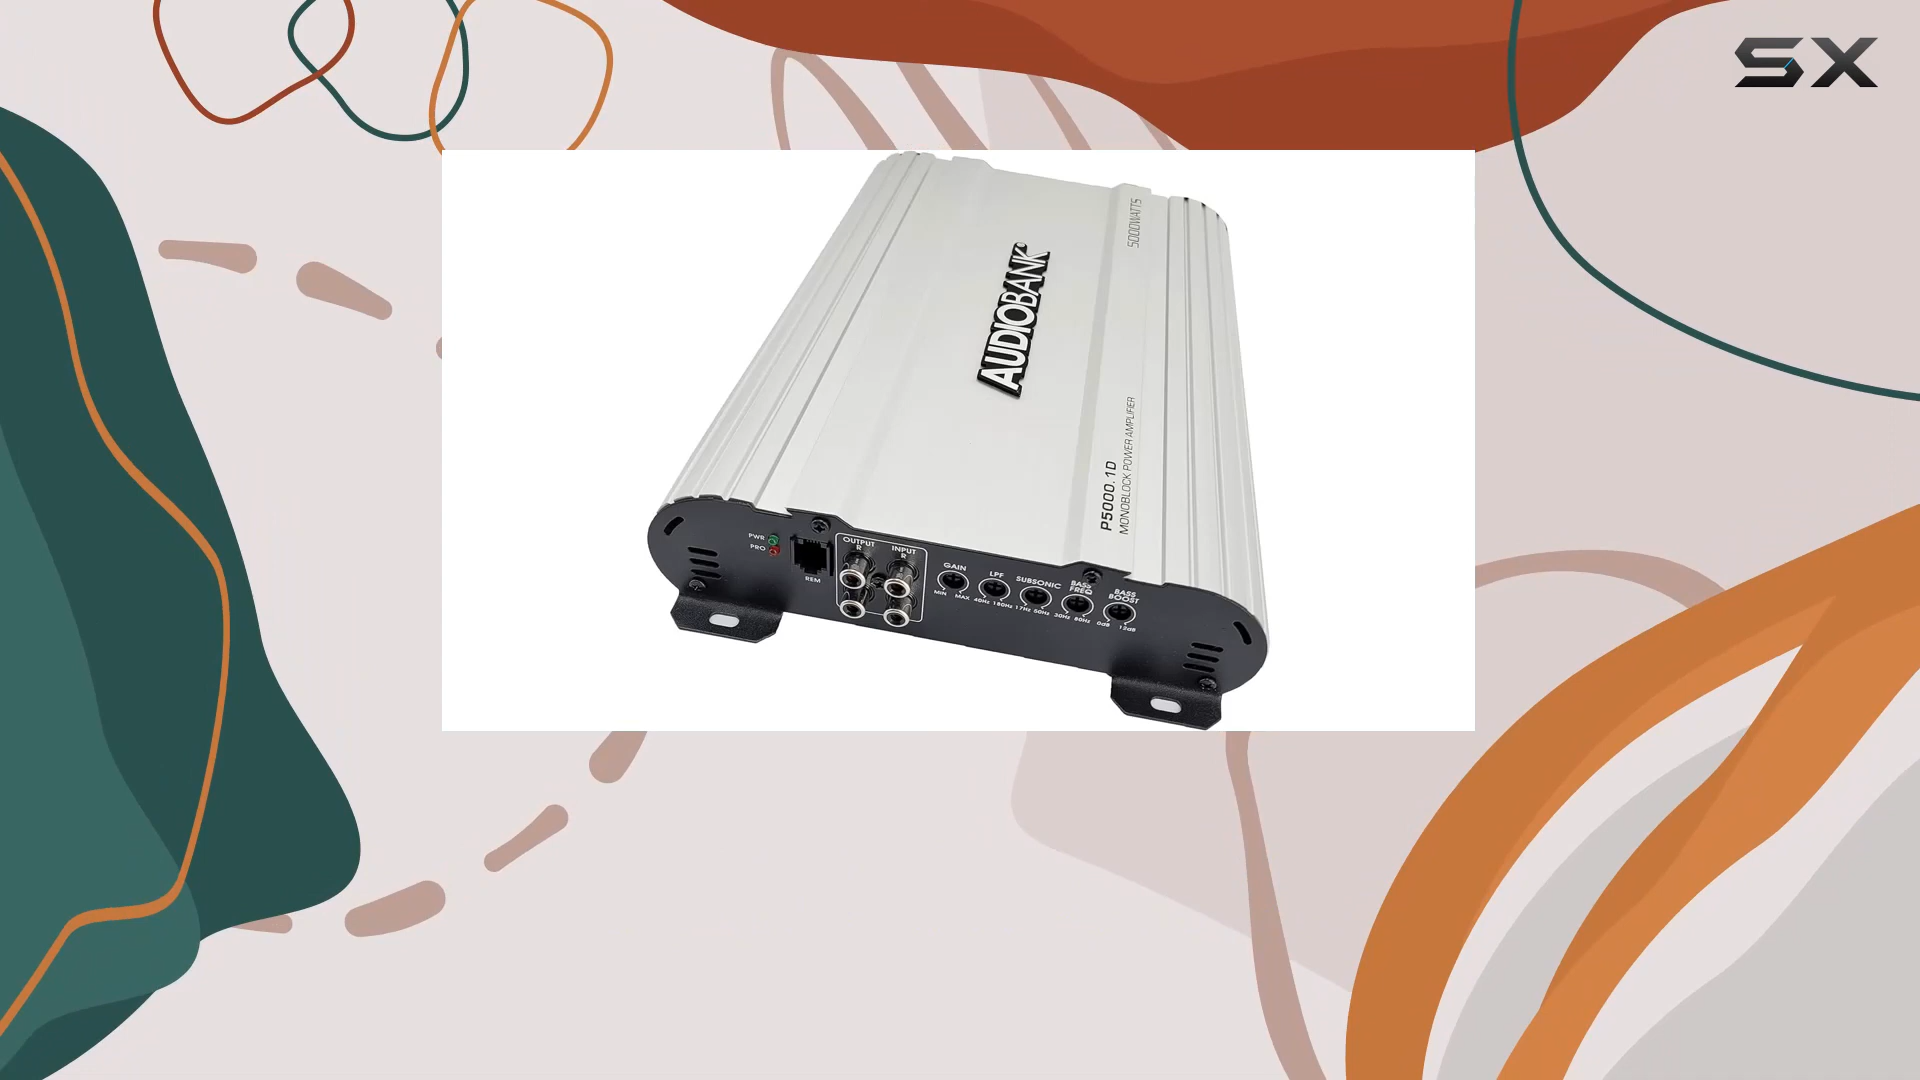 SX
5000WATTS
AUDIOBANK®
P5000.1D
MONOBLOCK POWER AMPLIFIER
PWR
PRO
REM
OUTPUT
R
INPUT
R
GAIN
MIN MAX
LPF
40Hz 180Hz
SUBSONIC
17Hz 50Hz
BASS
FREQ
30Hz 80Hz
BASS
BOOST
0dB 12dB